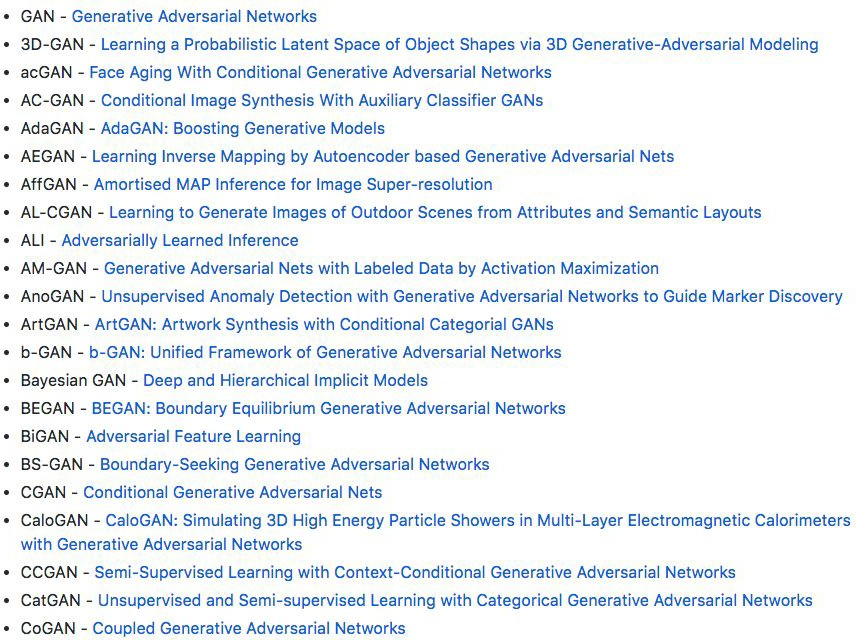 • GAN - Generative Adversarial Networks
• 3D-GAN - Learning a Probabilistic Latent Space of Object Shapes via 3D Generative-Adversarial Modeling
• acGAN - Face Aging With Conditional Generative Adversarial Networks
• AC-GAN - Conditional Image Synthesis With Auxiliary Classifier GANs
• AdaGAN - AdaGAN: Boosting Generative Models
• AEGAN - Learning Inverse Mapping by Autoencoder based Generative Adversarial Nets
• AffGAN - Amortised MAP Inference for Image Super-resolution
• AL-CGAN - Learning to Generate Images of Outdoor Scenes from Attributes and Semantic Layouts
• ALI - Adversarially Learned Inference
• AM-GAN - Generative Adversarial Nets with Labeled Data by Activation Maximization
• AnoGAN - Unsupervised Anomaly Detection with Generative Adversarial Networks to Guide Marker Discovery
• ArtGAN - ArtGAN: Artwork Synthesis with Conditional Categorial GANs
• b-GAN - b-GAN: Unified Framework of Generative Adversarial Networks
• Bayesian GAN - Deep and Hierarchical Implicit Models
• BEGAN - BEGAN: Boundary Equilibrium Generative Adversarial Networks
• BiGAN - Adversarial Feature Learning
• BS-GAN - Boundary-Seeking Generative Adversarial Networks
• CGAN - Conditional Generative Adversarial Nets
• CaloGAN - CaloGAN: Simulating 3D High Energy Particle Showers in Multi-Layer Electromagnetic Calorimeters
with Generative Adversarial Networks
• CCGAN - Semi-Supervised Learning with Context-Conditional Generative Adversarial Networks
• CatGAN - Unsupervised and Semi-supervised Learning with Categorical Generative Adversarial Networks
• CoGAN - Coupled Generative Adversarial Networks